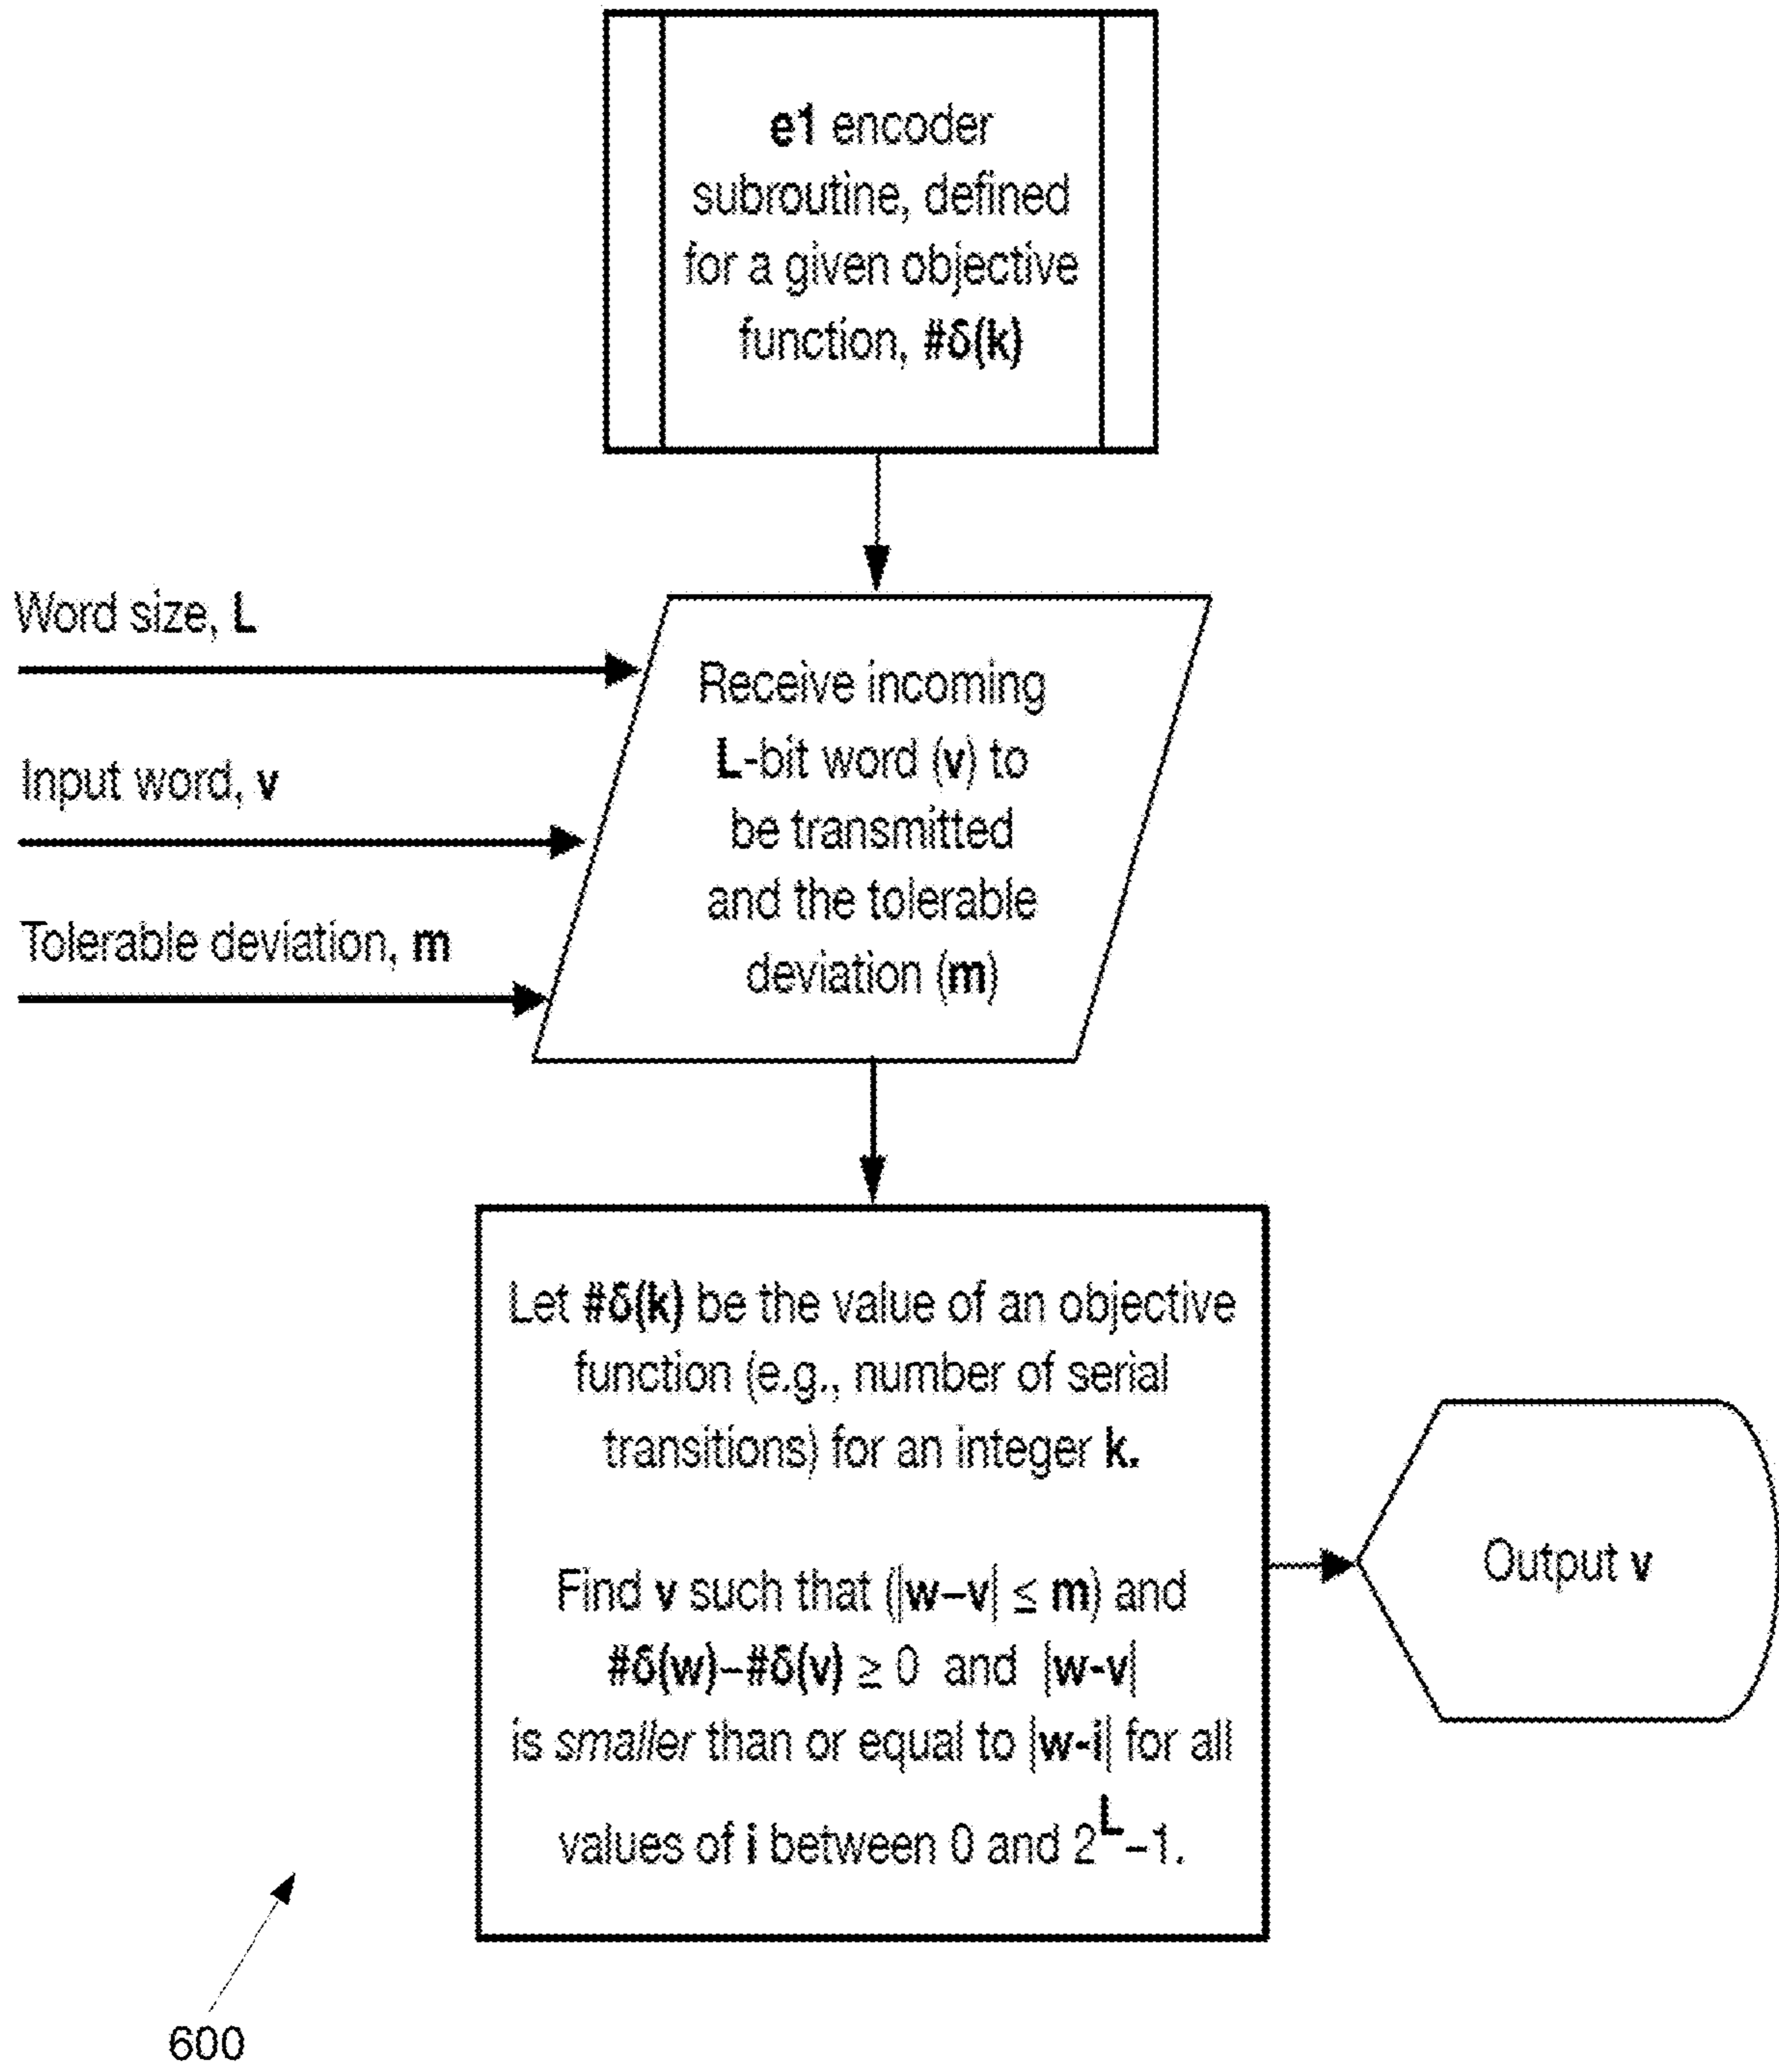 e1 encoder
subroutine, defined
for a given objective
function, #δ(k)
Word size, L
Input word, v
Tolerable deviation, m
Receive incoming
L-bit word (v) to
be transmitted
and the tolerable
deviation (m)
Let #δ(k) be the value of an objective
function (e.g., number of serial
transitions) for an integer k.
Find v such that (|w–v| ≤ m) and
#δ(w)–#δ(v) ≥ 0 and |w-v|
is smaller than or equal to |w-i| for all
values of i between 0 and 2^L–1.
Output v
600